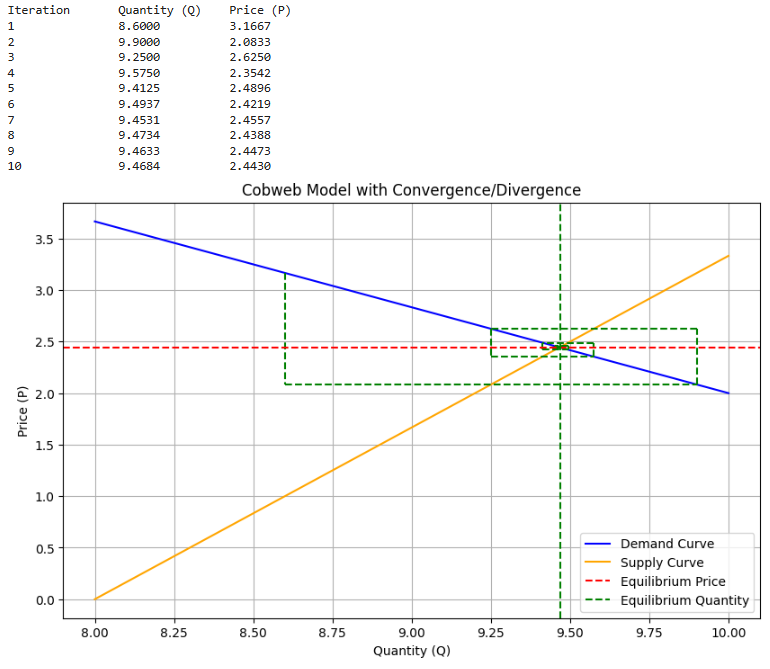 Iteration Quantity (Q) Price (P)
1 8.6000 3.1667
2 9.9000 2.0833
3 9.2500 2.6250
4 9.5750 2.3542
5 9.4125 2.4896
6 9.4937 2.4219
7 9.4531 2.4557
8 9.4734 2.4388
9 9.4633 2.4473
10 9.4684 2.4430
Cobweb Model with Convergence/Divergence
3.5
3.0
2.5
2.0
1.5
1.0
0.5
0.0
Price (P)
Demand Curve
Supply Curve
Equilibrium Price
Equilibrium Quantity
8.00 8.25 8.50 8.75 9.00 9.25 9.50 9.75 10.00
Quantity (Q)